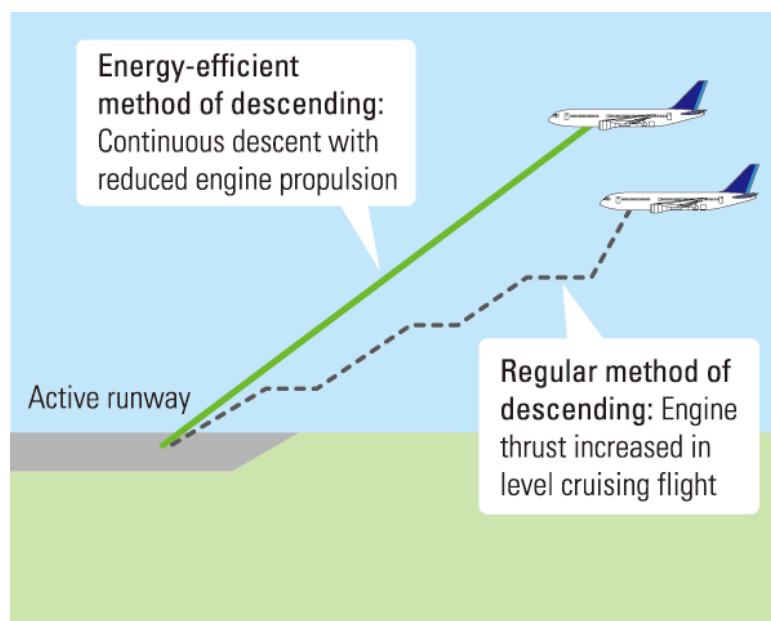 Energy-efficient
method of descending:
Continuous descent with
reduced engine propulsion
Active runway
Regular method of
descending: Engine
thrust increased in
level cruising flight